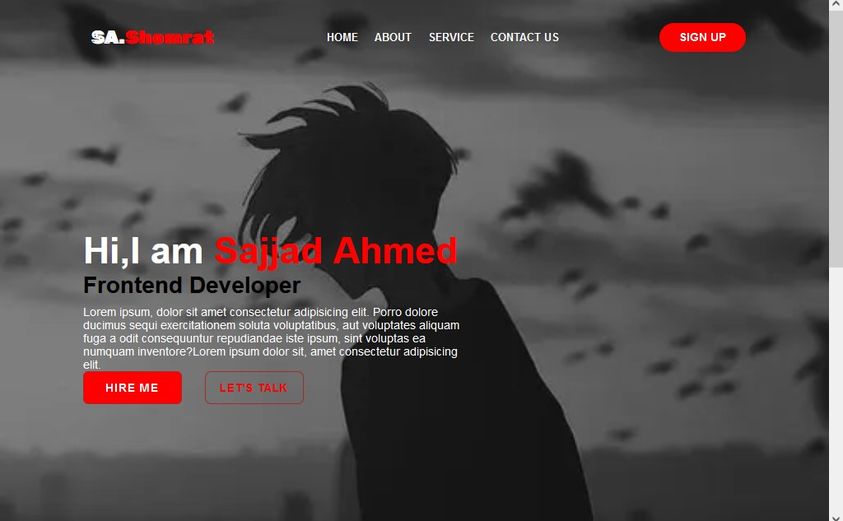 SA.Shomrat
HOME ABOUT SERVICE CONTACT US
SIGN UP
Hi,I am Sajjad Ahmed
Frontend Developer
Lorem ipsum, dolor sit amet consectetur adipisicing elit. Porro dolore
ducimus sequi exercitationem soluta voluptatibus, aut voluptates aliquam
fuga a odit consequuntur repudiandae iste ipsum, sint voluptas ea
numquam inventore?Lorem ipsum dolor sit, amet consectetur adipisicing
elit.
HIRE ME
LET'S TALK